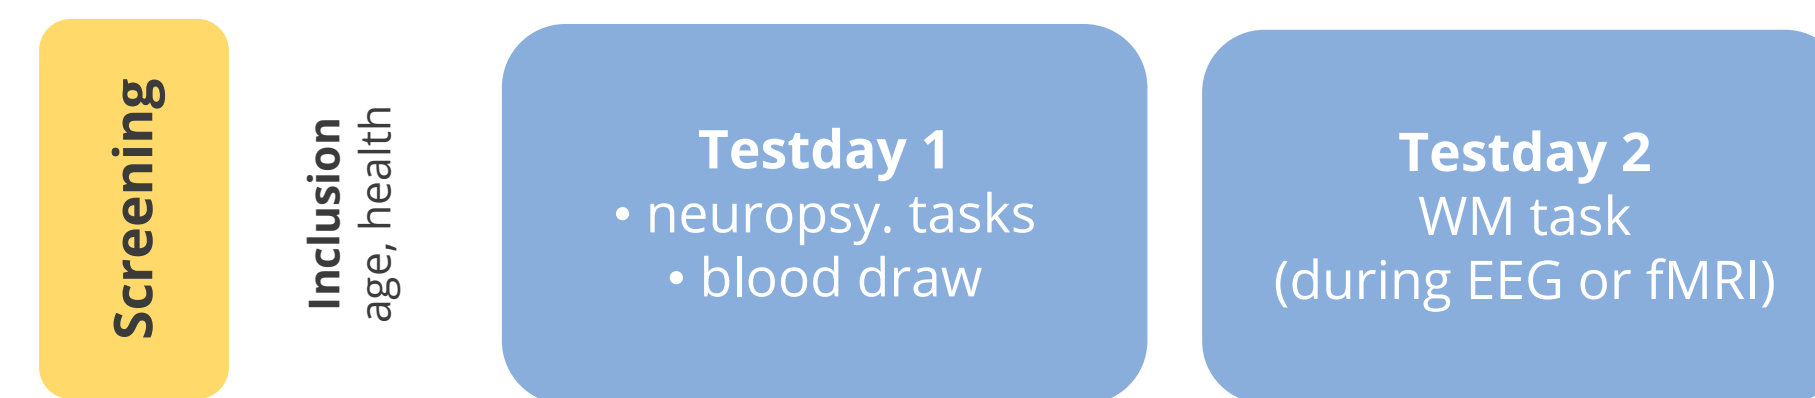 Screening
Inclusion
age, health
Testday 1
• neuropsy. tasks
• blood draw
Testday 2
WM task
(during EEG or fMRI)